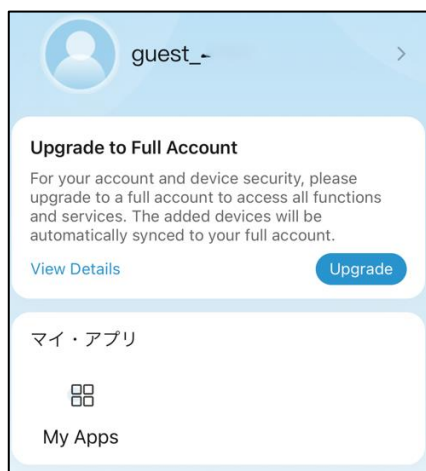 guest_
Upgrade to Full Account
For your account and device security, please
upgrade to a full account to access all functions
and services. The added devices will be
automatically synced to your full account.
View Details
Upgrade
マイ・アプリ
My Apps